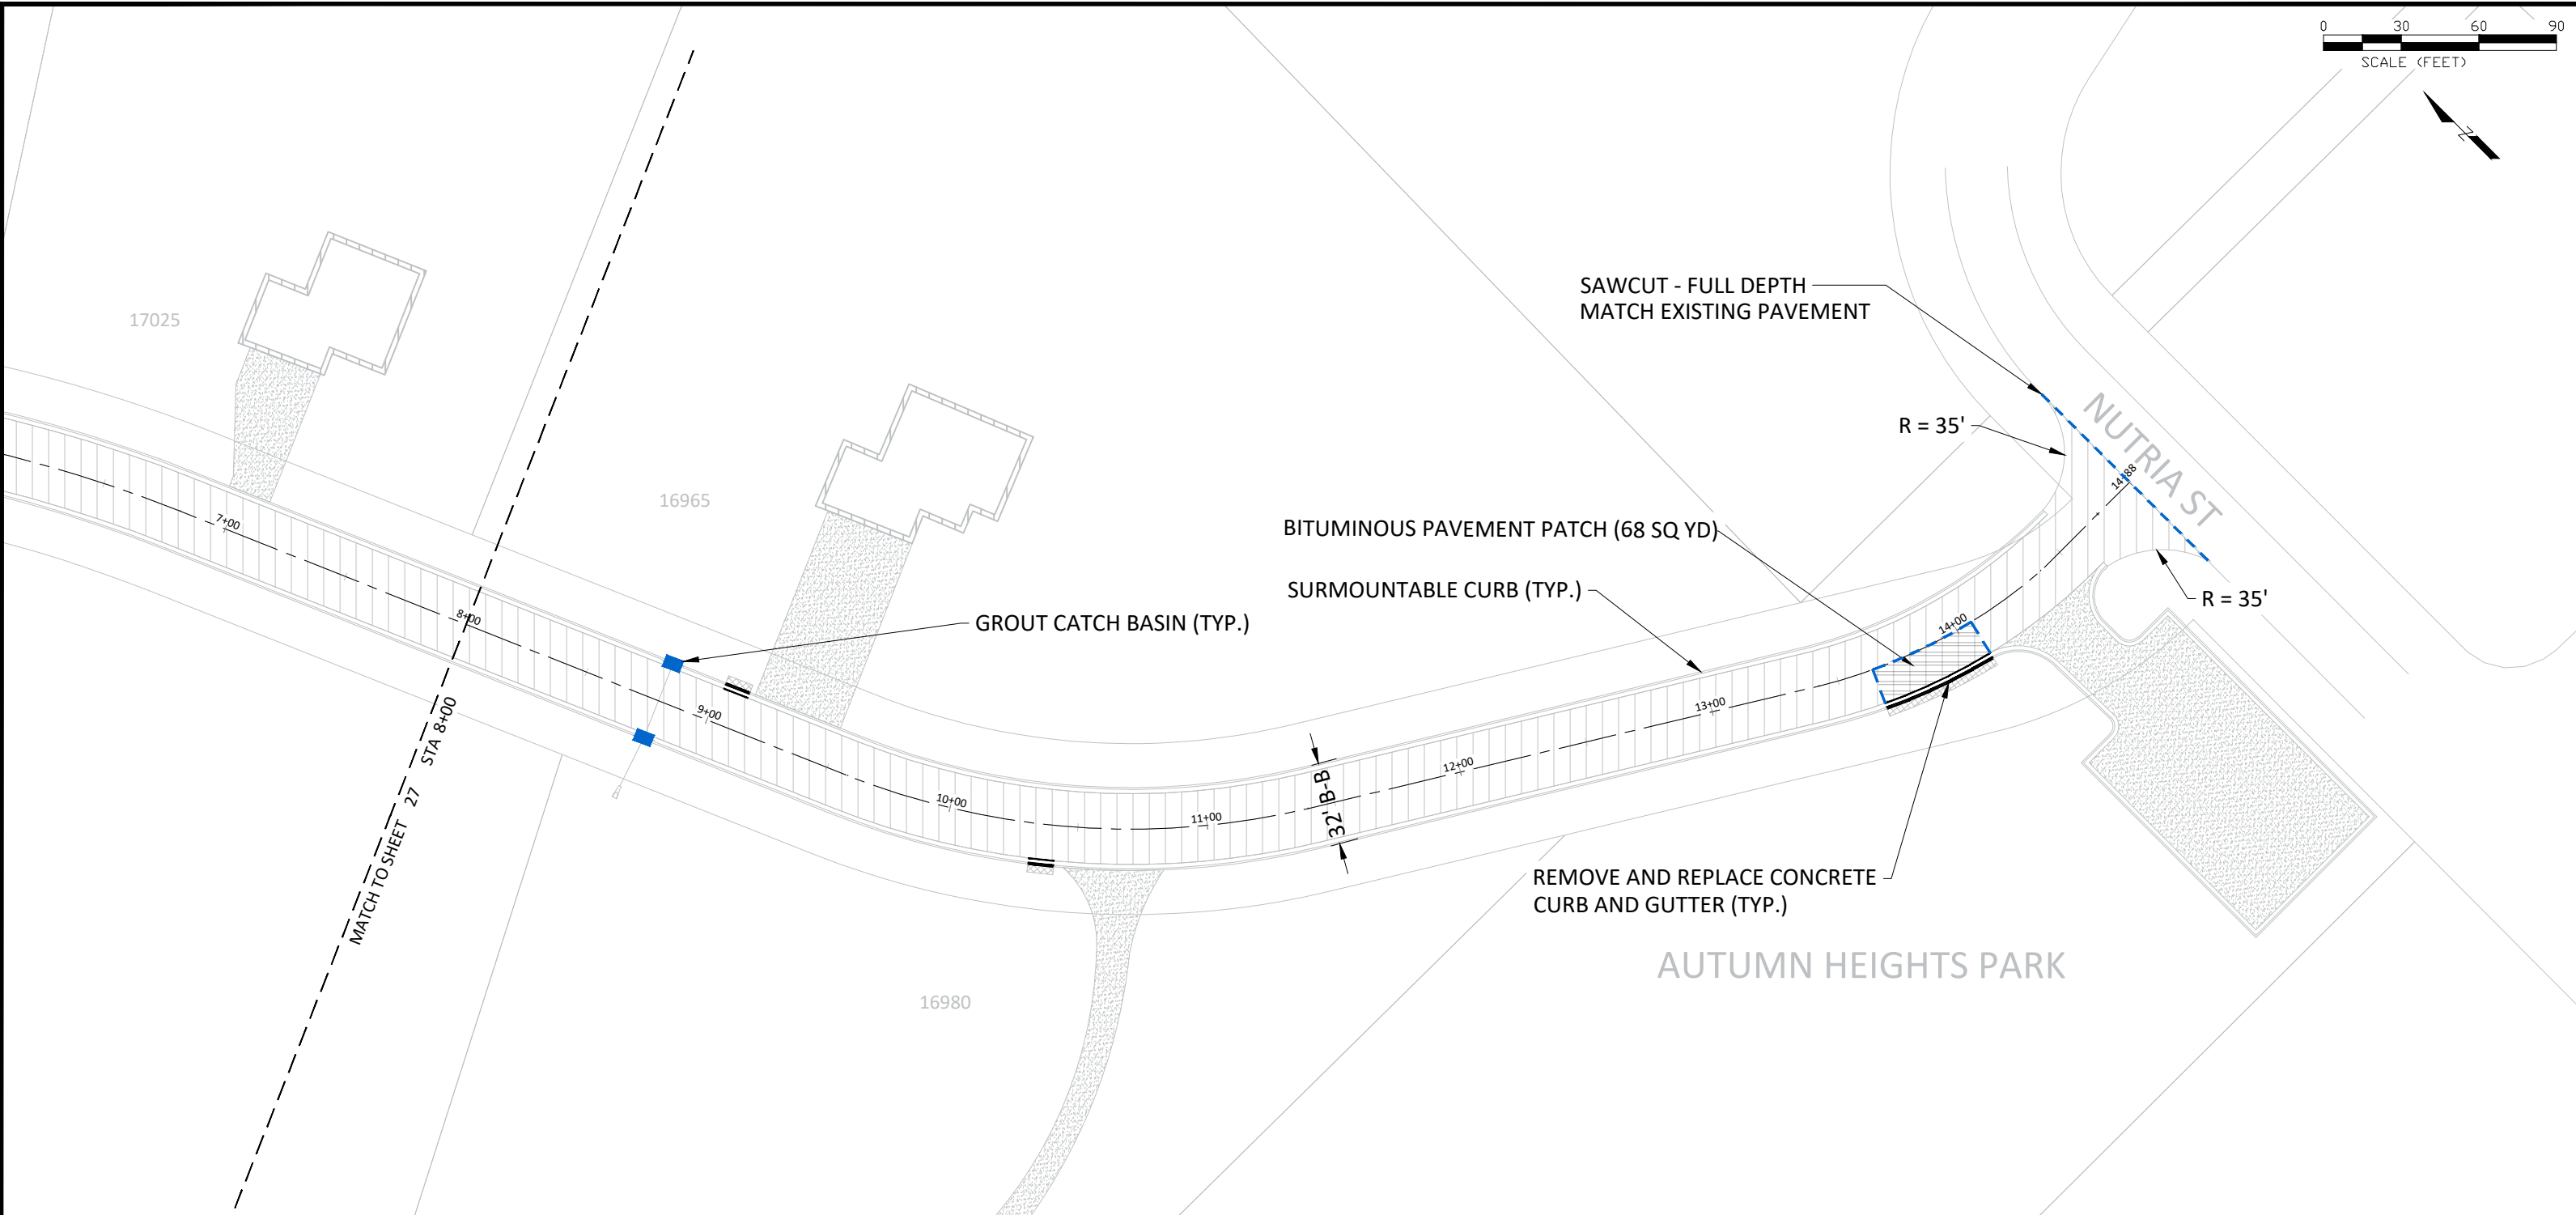 0 30 60 90
SCALE (FEET)
N
SAWCUT - FULL DEPTH
MATCH EXISTING PAVEMENT
17025
R = 35'
NUTRIA ST
14+88
16965
7+00
BITUMINOUS PAVEMENT PATCH (68 SQ YD)
SURMOUNTABLE CURB (TYP.)
R = 35'
8+00
GROUT CATCH BASIN (TYP.)
14+00
9+00
13+00
MATCH TO SHEET 27 STA 8+00
12+00
10+00
11+00
32' B-B
REMOVE AND REPLACE CONCRETE
CURB AND GUTTER (TYP.)
AUTUMN HEIGHTS PARK
16980